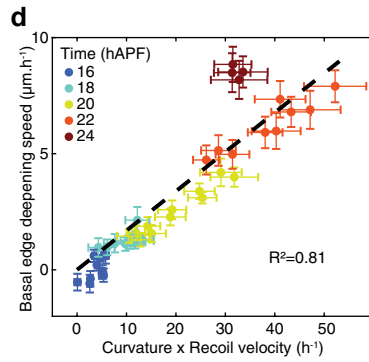 d
Basal edge deepening speed (µm.h⁻¹)
10
5
0
Time (hAPF)
16
18
20
22
24
R²=0.81
0 10 20 30 40 50
Curvature x Recoil velocity (h⁻¹)